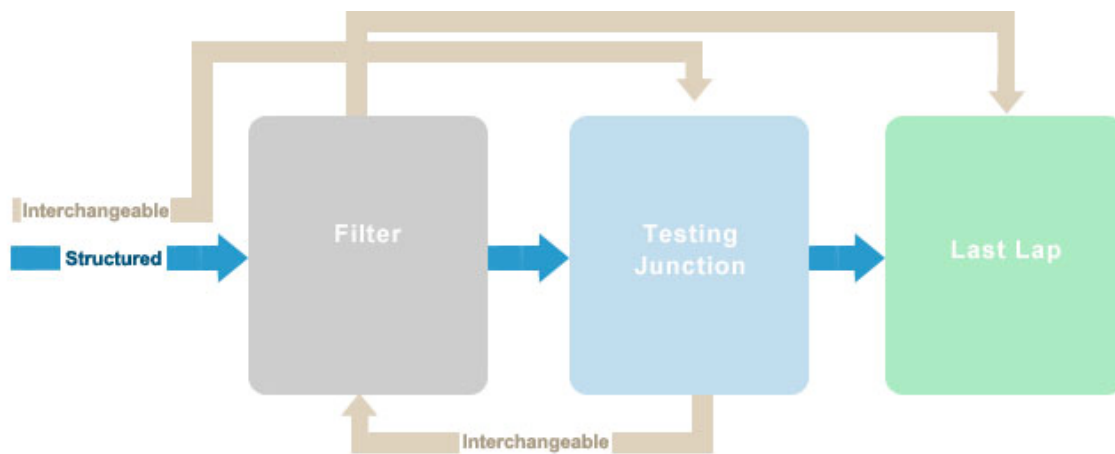 Interchangeable
Structured
Filter
Testing
Junction
Last Lap
Interchangeable